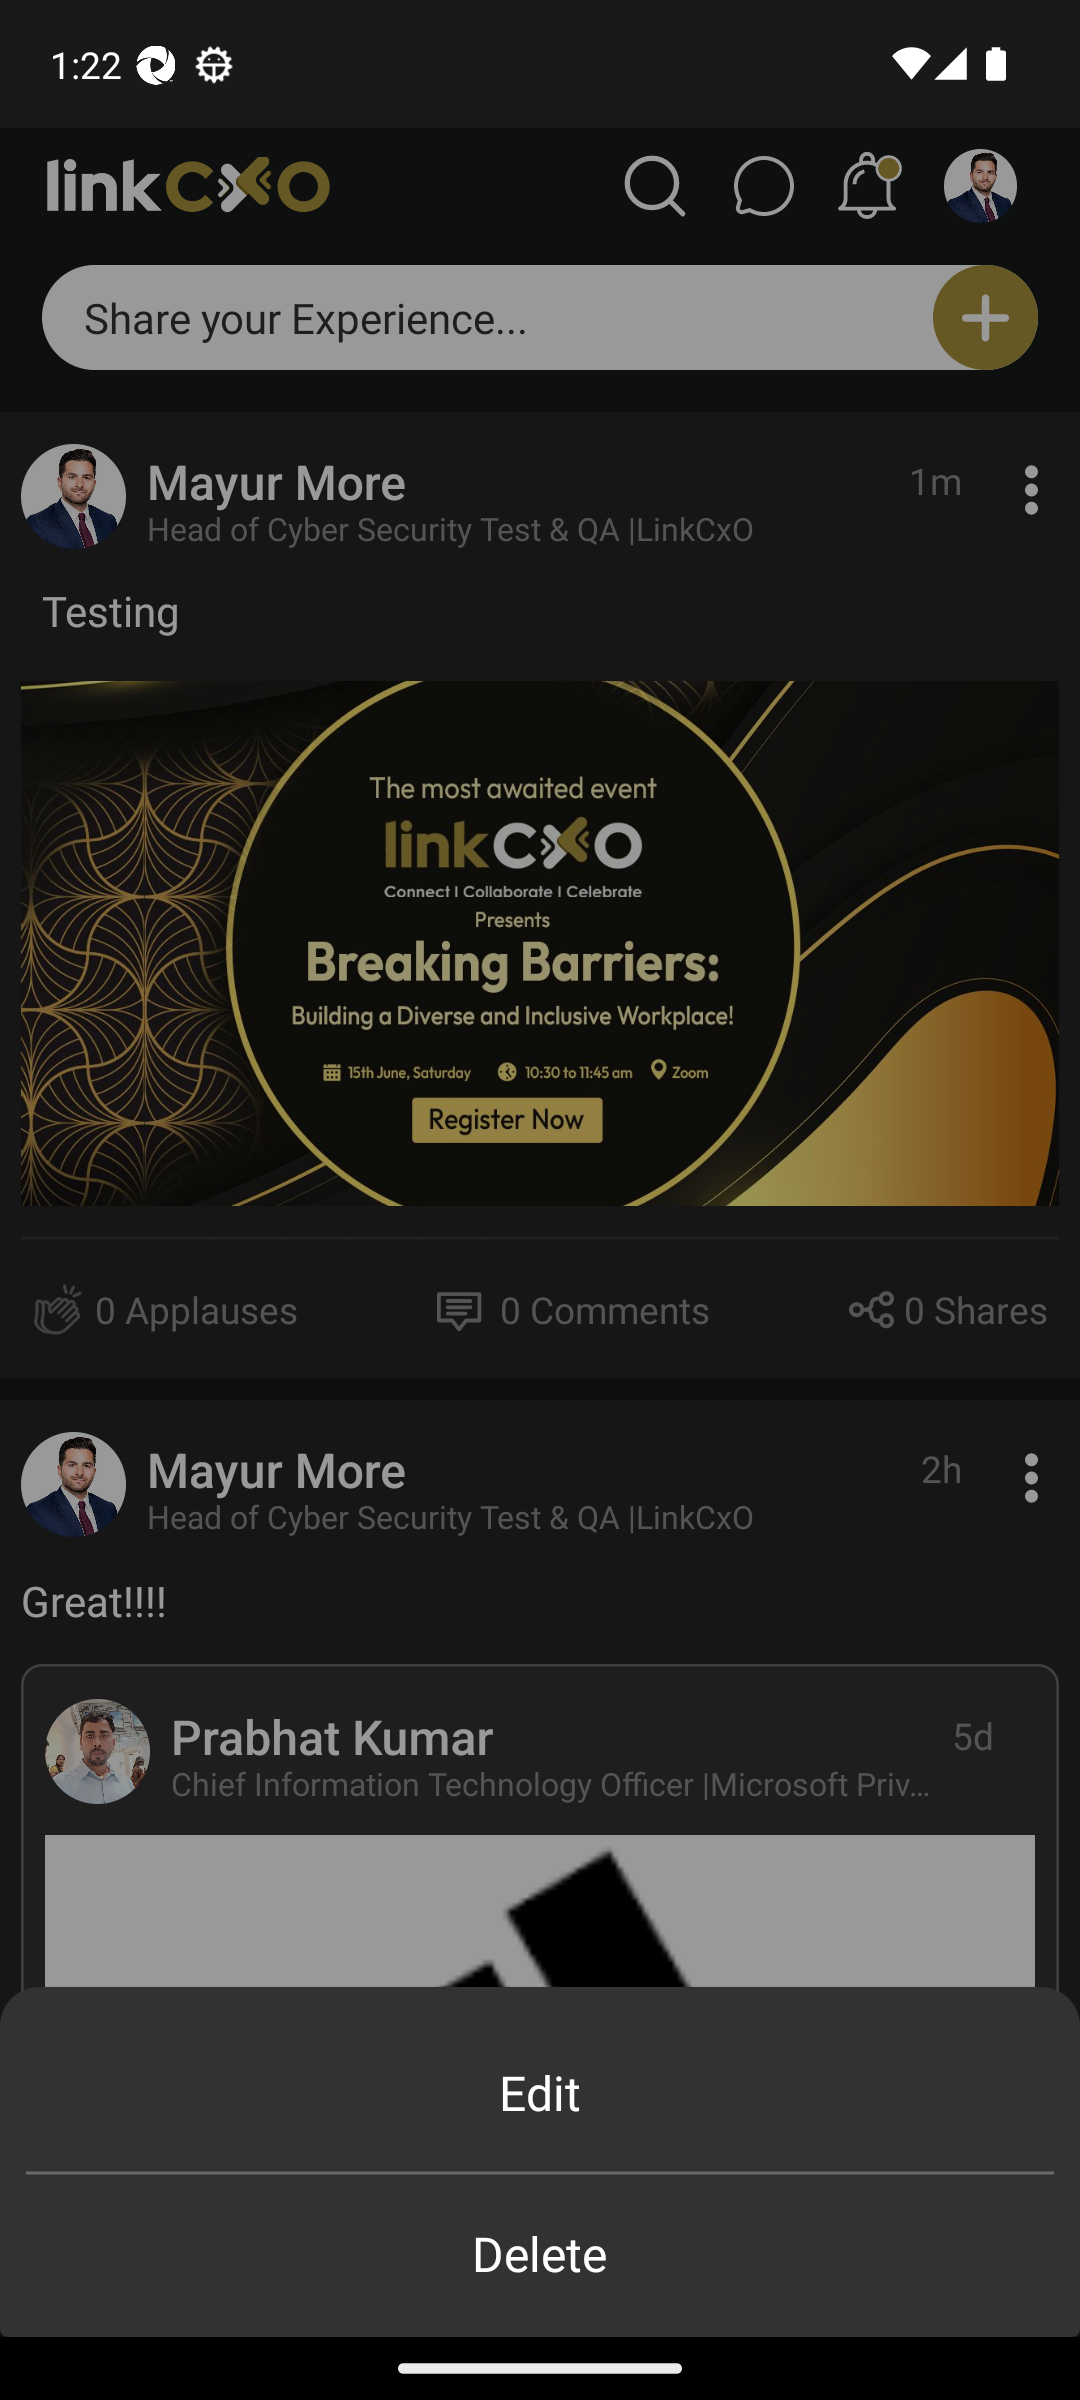 1:22
linkCXO
Share your Experience...
Mayur More
1m
Head of Cyber Security Test & QA |LinkCxO
Testing
The most awaited event
linkCXO
Connect I Collaborate I Celebrate
Presents
Breaking Barriers:
Building a Diverse and Inclusive Workplace!
15th June, Saturday 10:30 to 11:45 am Zoom
Register Now
0 Applauses 0 Comments 0 Shares
Mayur More
2h
Head of Cyber Security Test & QA |LinkCxO
Great!!!!
Prabhat Kumar
5d
Chief Information Technology Officer |Microsoft Priv...
Edit
Delete